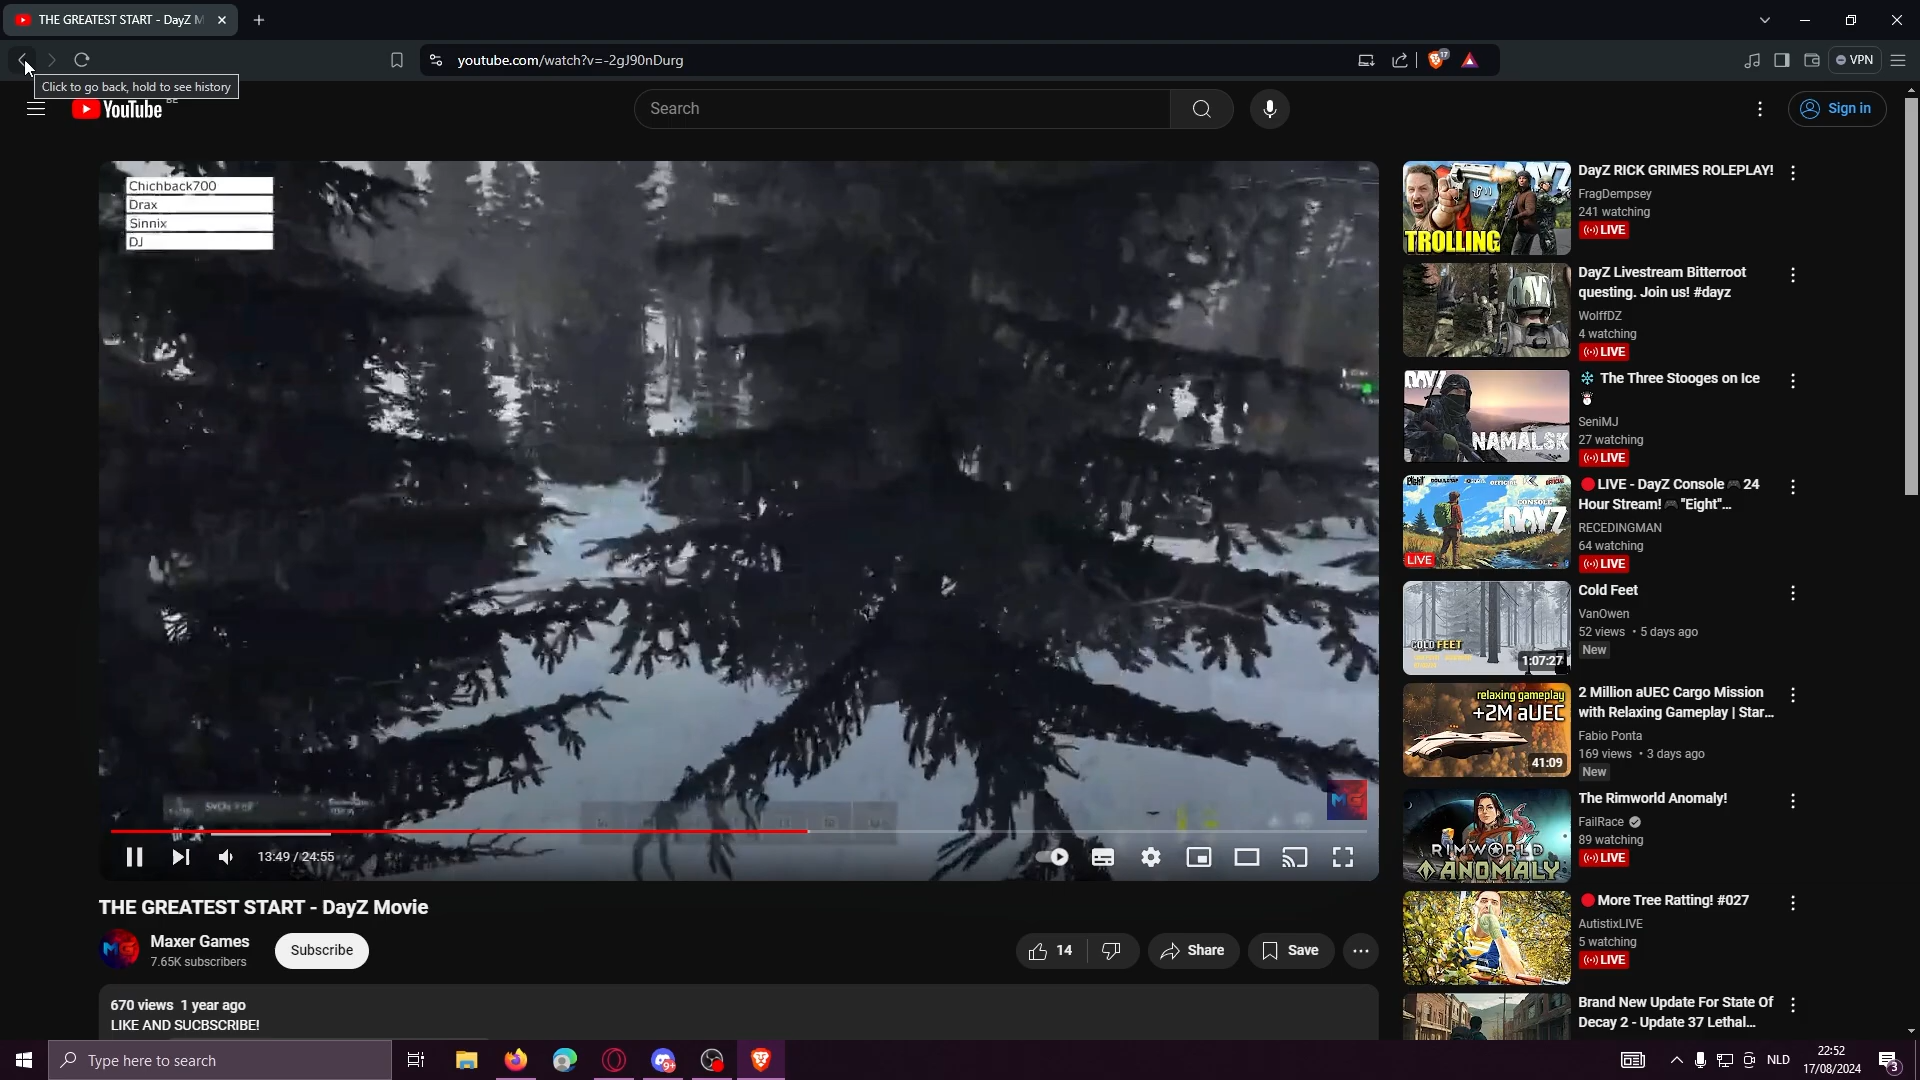 THE GREATEST START - DayZ M
youtube.com/watch?v=-2gJ90nDurg
17
VPN
Click to go back, hold to see history
YouTube
BE
Search
Sign in
Chichback700
Drax
Sinnix
DJ
13:49 / 24:55
THE GREATEST START - DayZ Movie
Maxer Games
7.65K subscribers
Subscribe
14
Share
Save
670 views 1 year ago
LIKE AND SUCBSCRIBE!
TROLLING
DayZ RICK GRIMES ROLEPLAY!
FragDempsey
241 watching
LIVE
DayZ Livestream Bitterroot
questing. Join us! #dayz
WolffDZ
4 watching
LIVE
DAYZ
NAMALSK
The Three Stooges on Ice
SeniMJ
27 watching
LIVE
CONSOLE
DAYZ
LIVE
LIVE - DayZ Console 24
Hour Stream! "Eight"...
RECEDINGMAN
64 watching
LIVE
COLD FEET
1:07:27
Cold Feet
VanOwen
52 views • 5 days ago
New
relaxing gameplay
+2M aUEC
41:09
2 Million aUEC Cargo Mission
with Relaxing Gameplay | Star...
Fabio Ponta
169 views • 3 days ago
New
RIMWORLD
ANOMALY
The Rimworld Anomaly!
FailRace
89 watching
LIVE
More Tree Ratting! #027
AutistixLIVE
5 watching
LIVE
Brand New Update For State Of
Decay 2 - Update 37 Lethal...
Type here to search
9+
NLD
22:52
17/08/2024
3